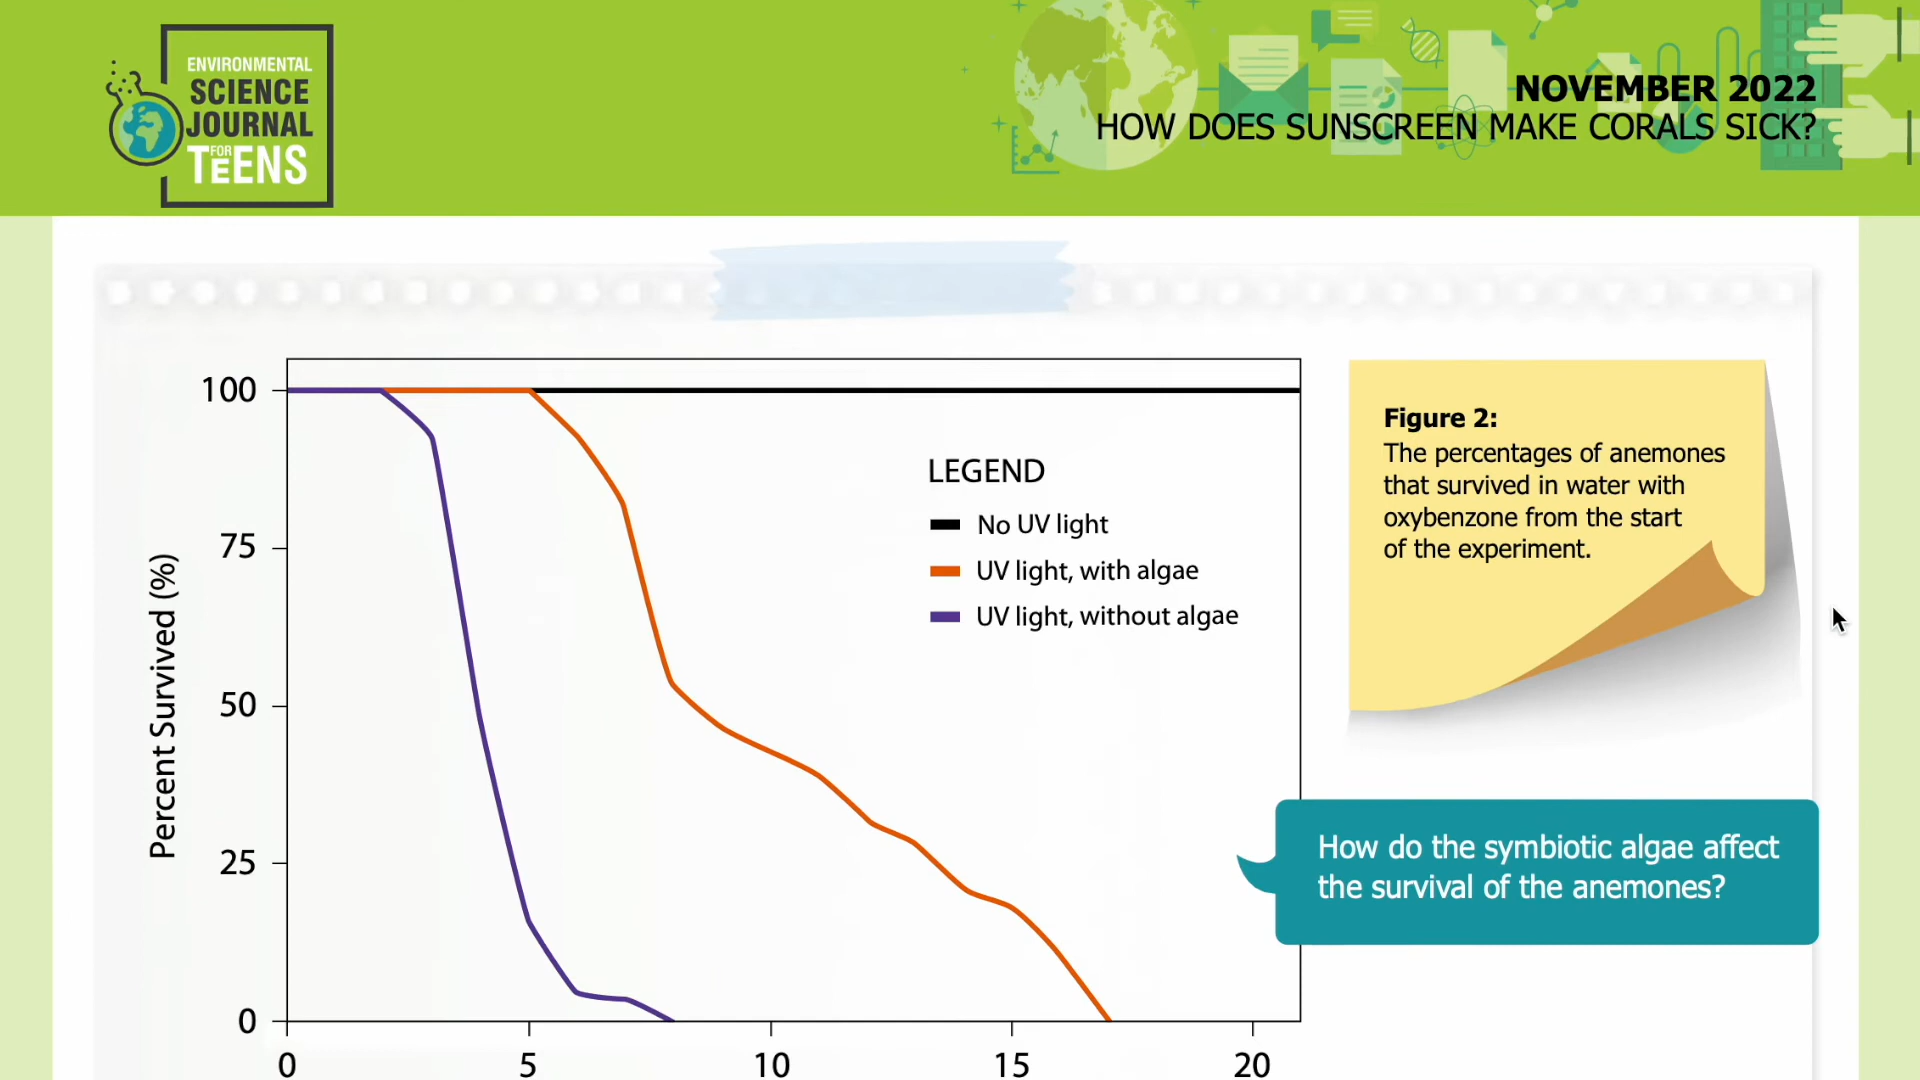 ENVIRONMENTAL
SCIENCE
JOURNAL
FOR
TEENS
NOVEMBER 2022
HOW DOES SUNSCREEN MAKE CORALS SICK?
100
75
50
25
0
Percent Survived (%)
0 5 10 15 20
LEGEND
No UV light
UV light, with algae
UV light, without algae
Figure 2:
The percentages of anemones
that survived in water with
oxybenzone from the start
of the experiment.
How do the symbiotic algae affect
the survival of the anemones?